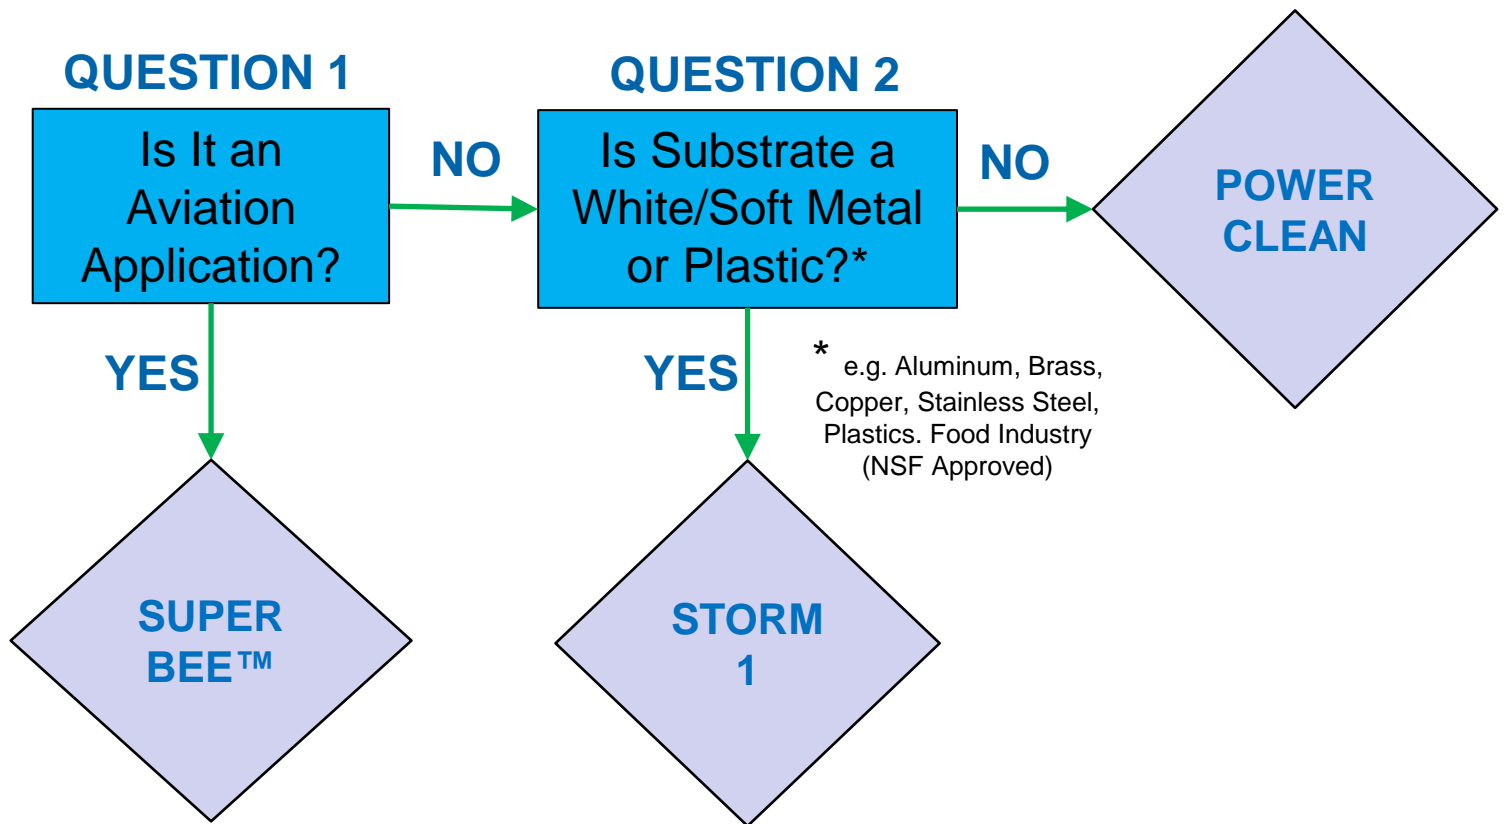 QUESTION 1
Is It an
Aviation
Application?
NO
YES
SUPER
BEE™
QUESTION 2
Is Substrate a
White/Soft Metal
or Plastic?*
NO
YES
* e.g. Aluminum, Brass,
Copper, Stainless Steel,
Plastics. Food Industry
(NSF Approved)
STORM
1
POWER
CLEAN